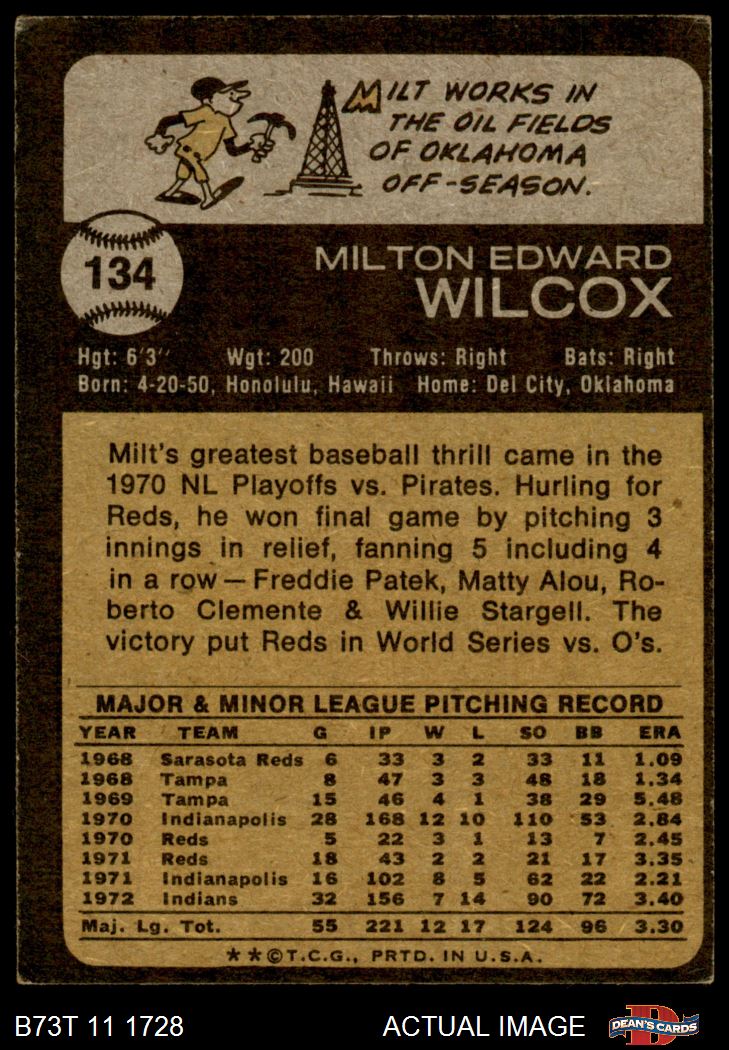 MILT WORKS IN
THE OIL FIELDS
OF OKLAHOMA
OFF-SEASON.
134
MILTON EDWARD
WILCOX
Hgt: 6'3'' Wgt: 200 Throws: Right Bats: Right
Born: 4-20-50, Honolulu, Hawaii Home: Del City, Oklahoma
Milt's greatest baseball thrill came in the
1970 NL Playoffs vs. Pirates. Hurling for
Reds, he won final game by pitching 3
innings in relief, fanning 5 including 4
in a row—Freddie Patek, Matty Alou, Ro-
berto Clemente & Willie Stargell. The
victory put Reds in World Series vs. O's.
MAJOR & MINOR LEAGUE PITCHING RECORD
YEAR TEAM G IP W L SO BB ERA
1968 Sarasota Reds 6 33 3 2 33 11 1.09
1968 Tampa 8 47 3 3 48 18 1.34
1969 Tampa 15 46 4 1 38 29 5.48
1970 Indianapolis 28 168 12 10 110 53 2.84
1970 Reds 5 22 3 1 13 7 2.45
1971 Reds 18 43 2 2 21 17 3.35
1971 Indianapolis 16 102 8 5 62 22 2.21
1972 Indians 32 156 7 14 90 72 3.40
Maj. Lg. Tot. 55 221 12 17 124 96 3.30
★★©T.C.G., PRTD. IN U.S.A.
B73T 11 1728 ACTUAL IMAGE D DEAN'S CARDS